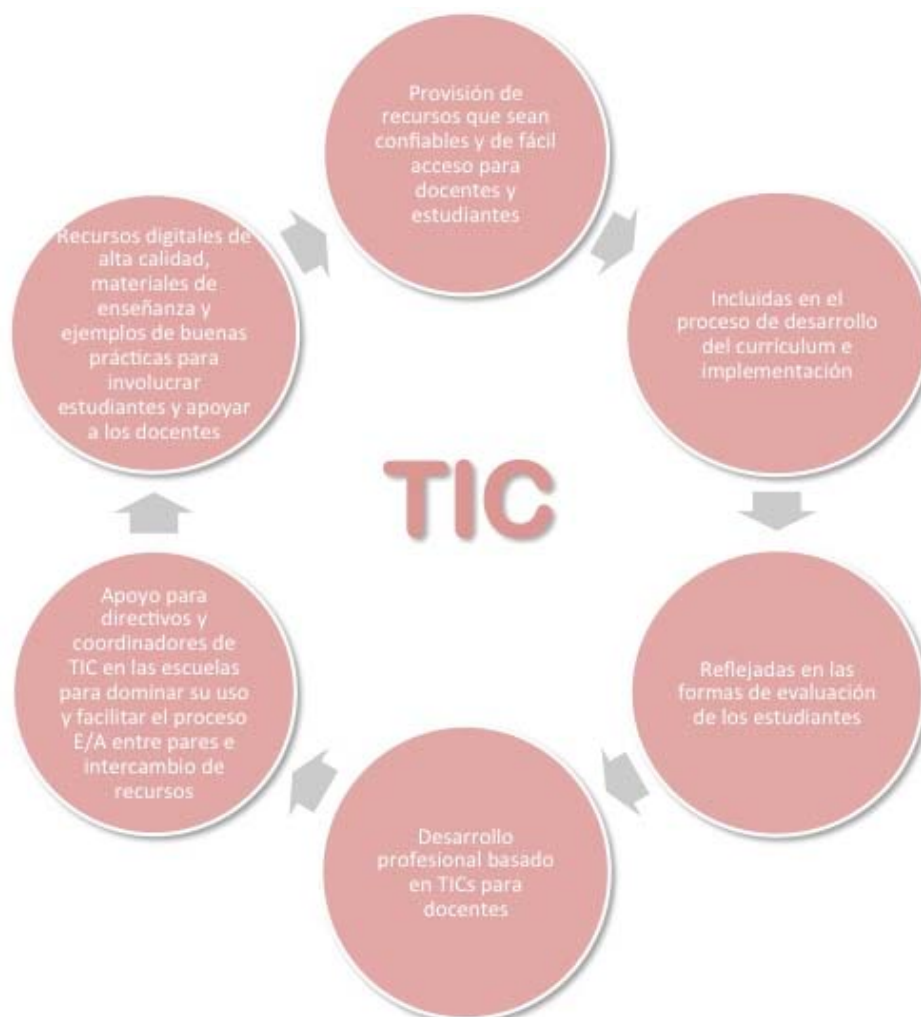 Provisión de
recursos que sean
confiables y de fácil
acceso para
docentes y
estudiantes
Incluidas en el
proceso de desarrollo
del curriculum e
implementación
Reflejadas en las
formas de evaluación
de los estudiantes
Desarrollo
profesional basado
en TICs para
docentes
Apoyo para
directivos y
coordinadores de
TIC en las escuelas
para dominar su uso
y facilitar el proceso
E/A entre pares e
intercambio de
recursos
Recursos digitales de
alta calidad,
materiales de
enseñanza y
ejemplos de buenas
prácticas para
involucrar
estudiantes y apoyar
a los docentes
TIC